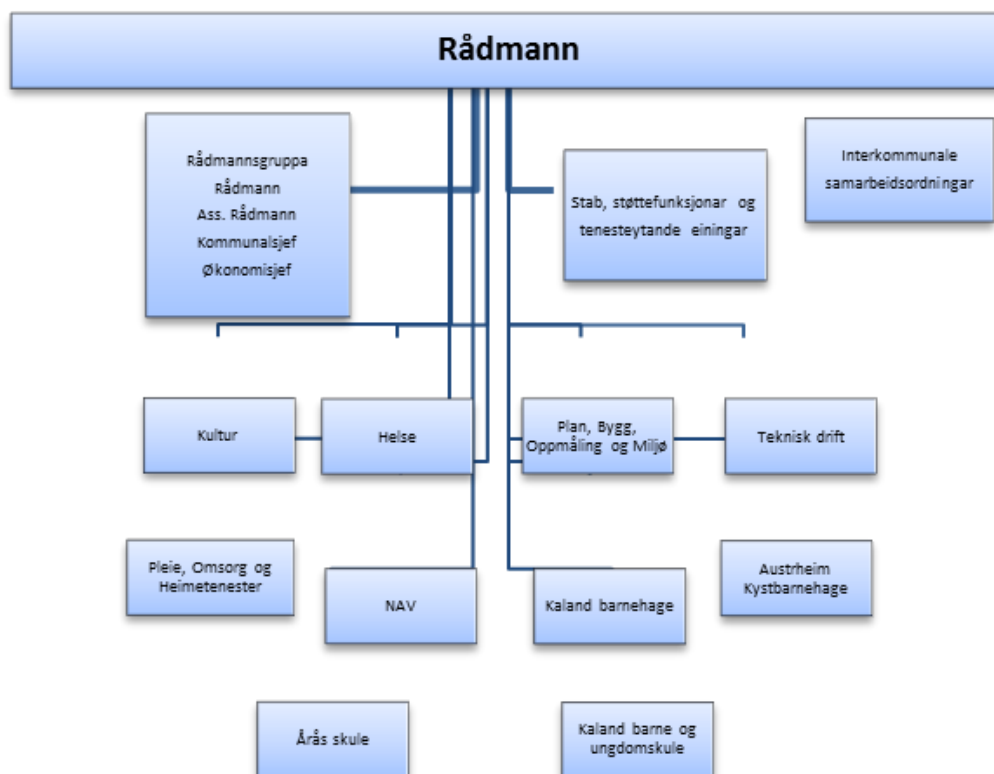 Rådmann
Rådmannsgruppa
Rådmann
Ass. Rådmann
Kommunalsjef
Økonomisjef
Stab, støttefunksjonar og
tenesteytande einingar
Interkommunale
samarbeidsordningar
Kultur
Helse
Plan, Bygg,
Oppmåling og Miljø
Teknisk drift
Pleie, Omsorg og
Heimetenester
NAV
Kaland barnehage
Austrheim
Kystbarnehage
Årås skule
Kaland barne og
ungdomskule